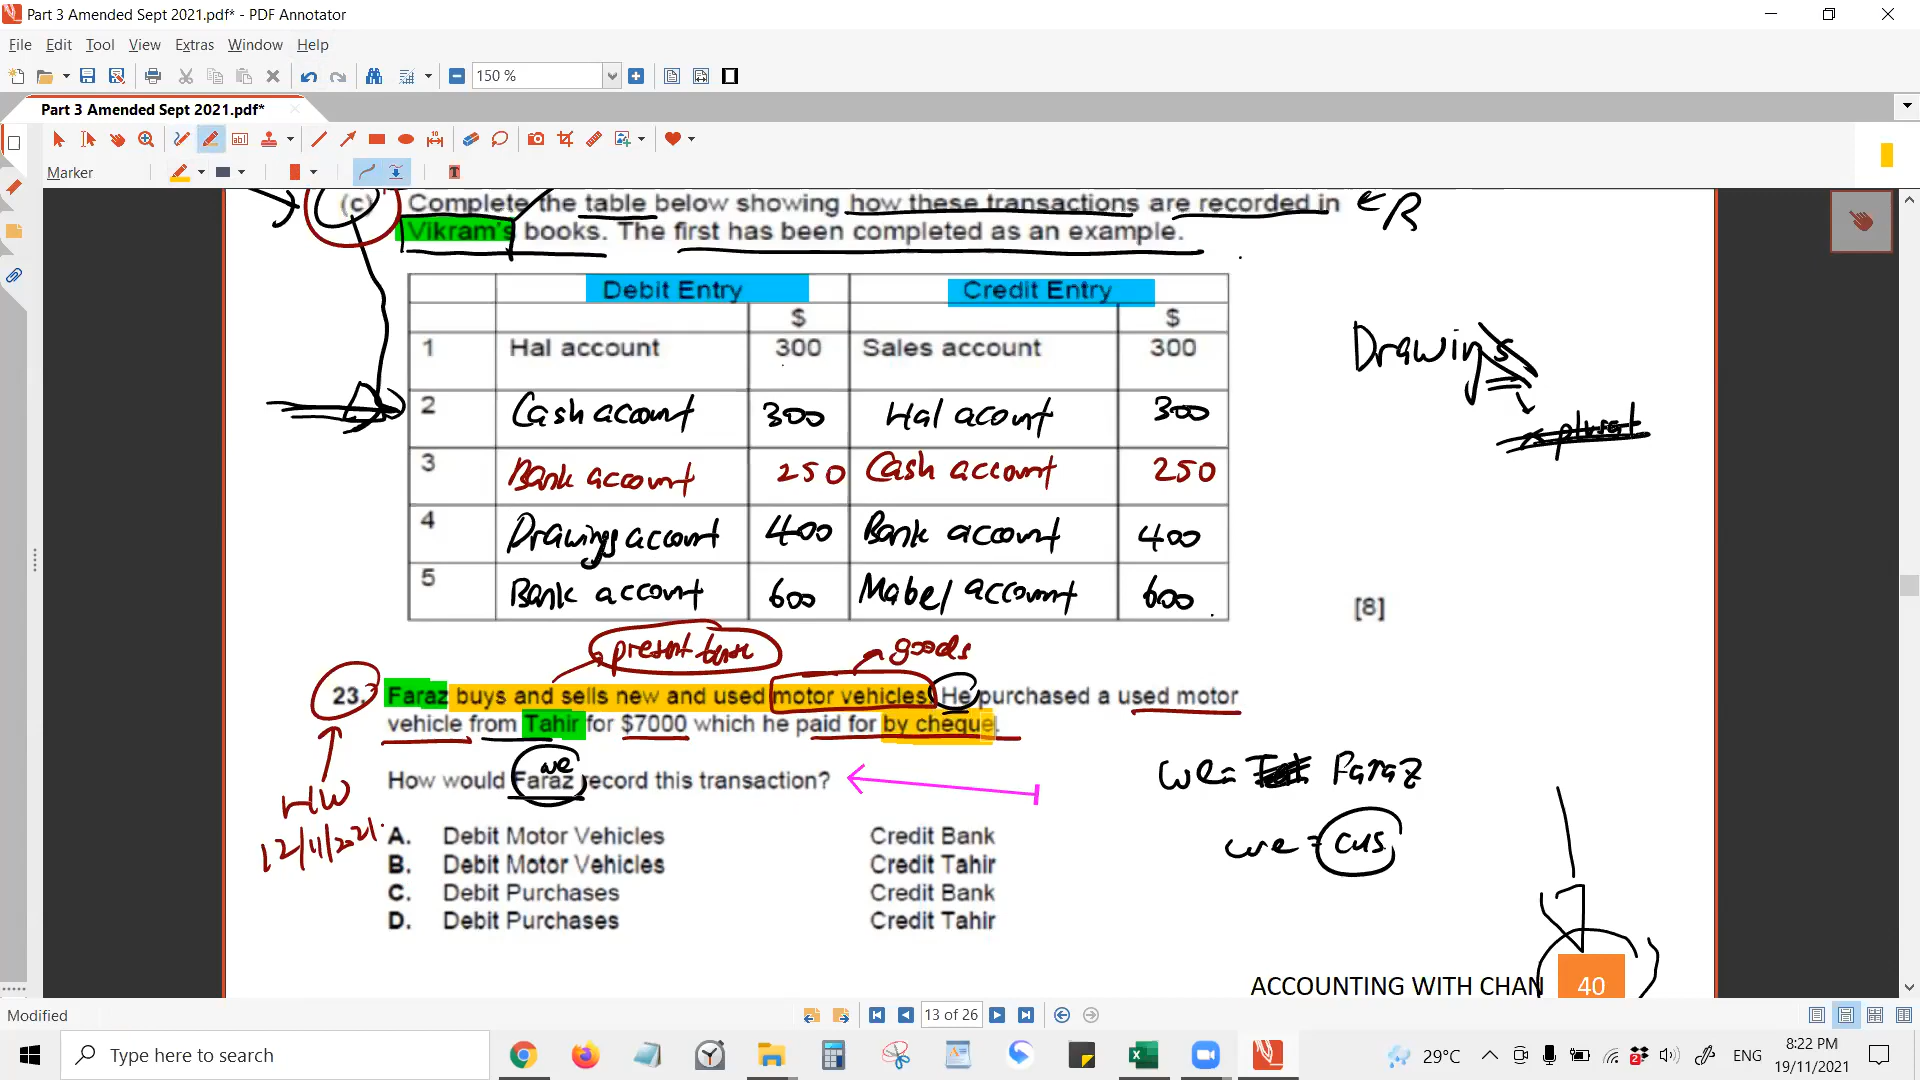 Part 3 Amended Sept 2021.pdf* - PDF Annotator
File Edit Tool View Extras Window Help
150 %
Part 3 Amended Sept 2021.pdf*
Marker
(c) Complete the table below showing how these transactions are recorded in
Vikram's books. The first has been completed as an example.
Debit Entry Credit Entry
$ $
1 Hal account 300 Sales account 300
Drawings
2 Cash acount 300 Hal acount 300
3 Bank account 250 Cash account 250
4 Drawings account 400 Bank account 400
5 Bank account 600 Mabel account 600
[8]
present tense goods
23. Faraz buys and sells new and used motor vehicles. He purchased a used motor
vehicle from Tahir for $7000 which he paid for by cheque.
we
How would Faraz record this transaction?
we = Faraz
HW
12/11/2021
we = cus
A. Debit Motor Vehicles Credit Bank
B. Debit Motor Vehicles Credit Tahir
C. Debit Purchases Credit Bank
D. Debit Purchases Credit Tahir
ACCOUNTING WITH CHAN 40
Modified
13 of 26
Type here to search
29°C
ENG
8:22 PM
19/11/2021